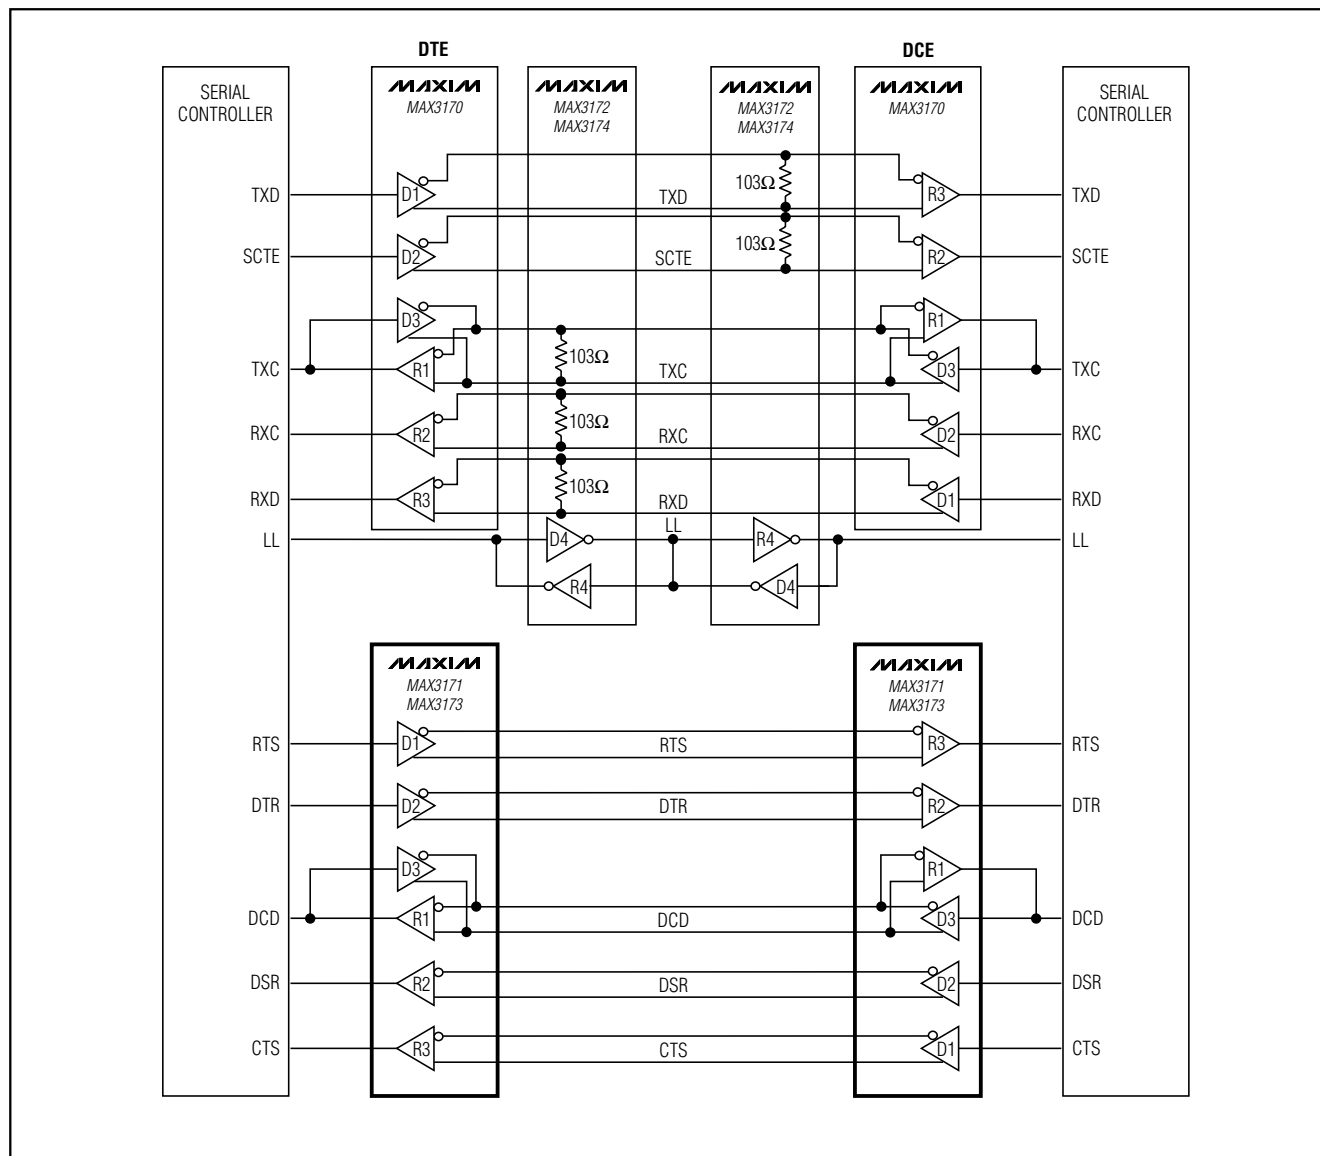 DTE
DCE
SERIAL
CONTROLLER
MAXIM
MAX3170
MAXIM
MAX3172
MAX3174
MAXIM
MAX3172
MAX3174
MAXIM
MAX3170
SERIAL
CONTROLLER
TXD
D1
TXD
103Ω
R3
TXD
SCTE
D2
SCTE
103Ω
R2
SCTE
D3
R1
TXC
R1
103Ω
TXC
D3
TXC
RXC
R2
103Ω
RXC
D2
RXC
RXD
R3
103Ω
RXD
D1
RXD
LL
D4
LL
R4
LL
R4
D4
MAXIM
MAX3171
MAX3173
MAXIM
MAX3171
MAX3173
RTS
D1
RTS
R3
RTS
DTR
D2
DTR
R2
DTR
D3
R1
DCD
R1
DCD
D3
DCD
DSR
R2
DSR
D2
DSR
CTS
R3
CTS
D1
CTS